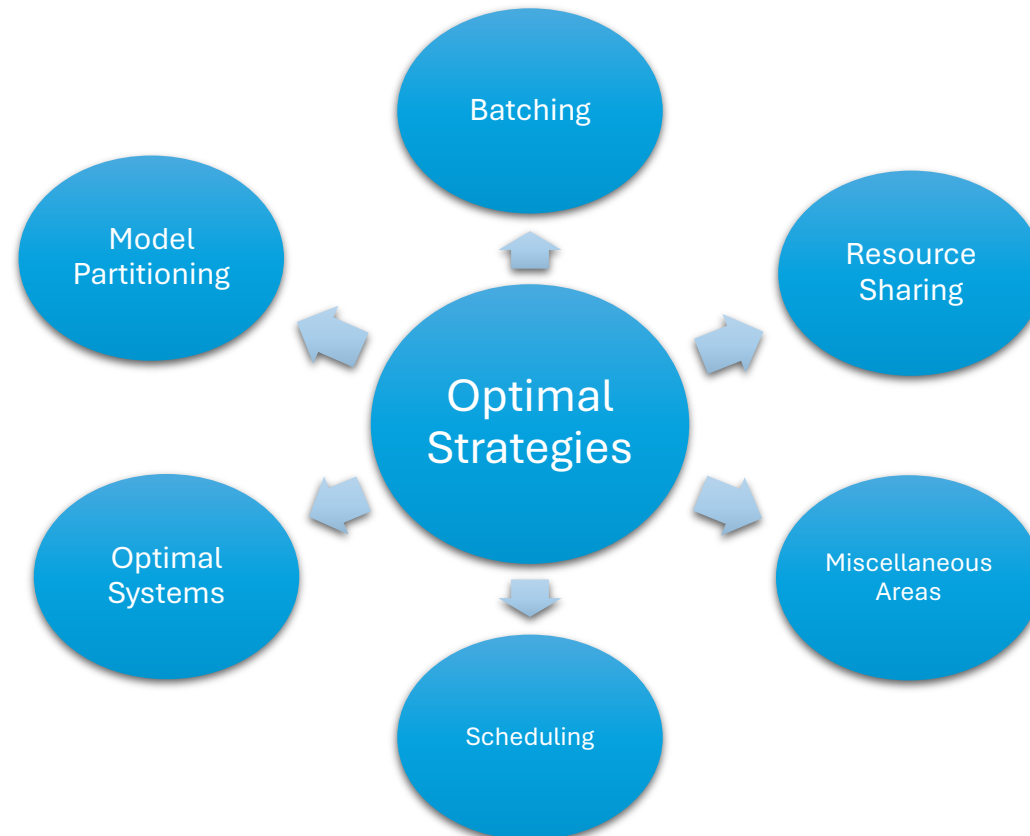 Batching
Model
Partitioning
Resource
Sharing
Optimal
Strategies
Optimal
Systems
Miscellaneous
Areas
Scheduling